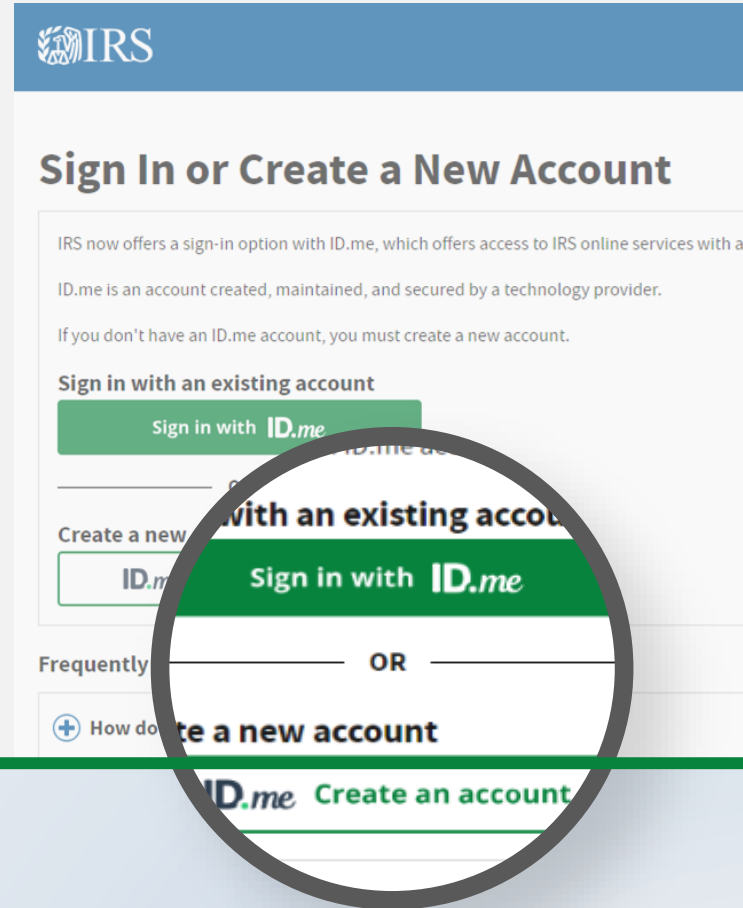 IRS
Sign In or Create a New Account
IRS now offers a sign-in option with ID.me, which offers access to IRS online services with a
ID.me is an account created, maintained, and secured by a technology provider.
If you don't have an ID.me account, you must create a new account.
Sign in with an existing account
Sign in with ID.me
Create a new
ID.m
Frequently
How do
ID.me ac
with an existing accou
Sign in with ID.me
OR
te a new account
ID.me Create an account